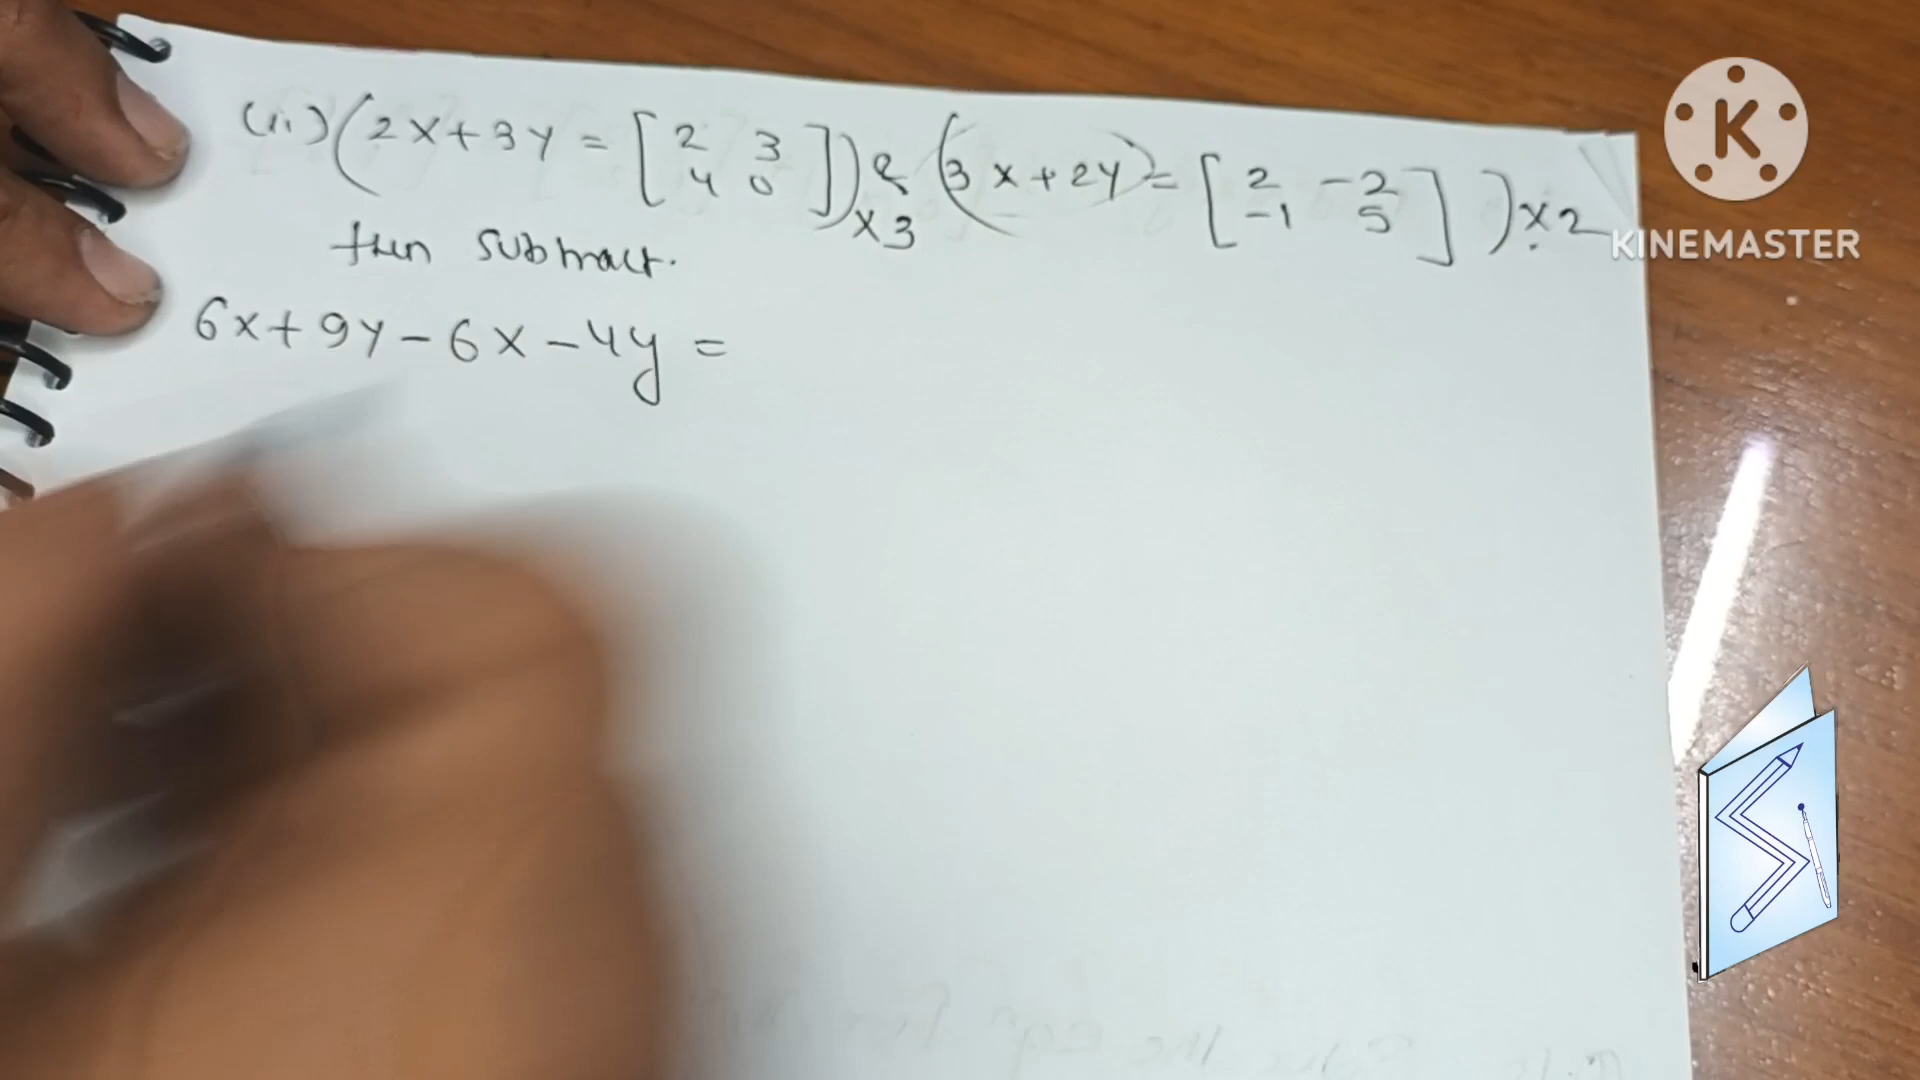 (ii) (2x+3y = [2 3 4 0])×3 & (3x+2y) = [2 -2 -1 5])×2
then subtract.
6x+9y-6x-4y =
K
KINEMASTER